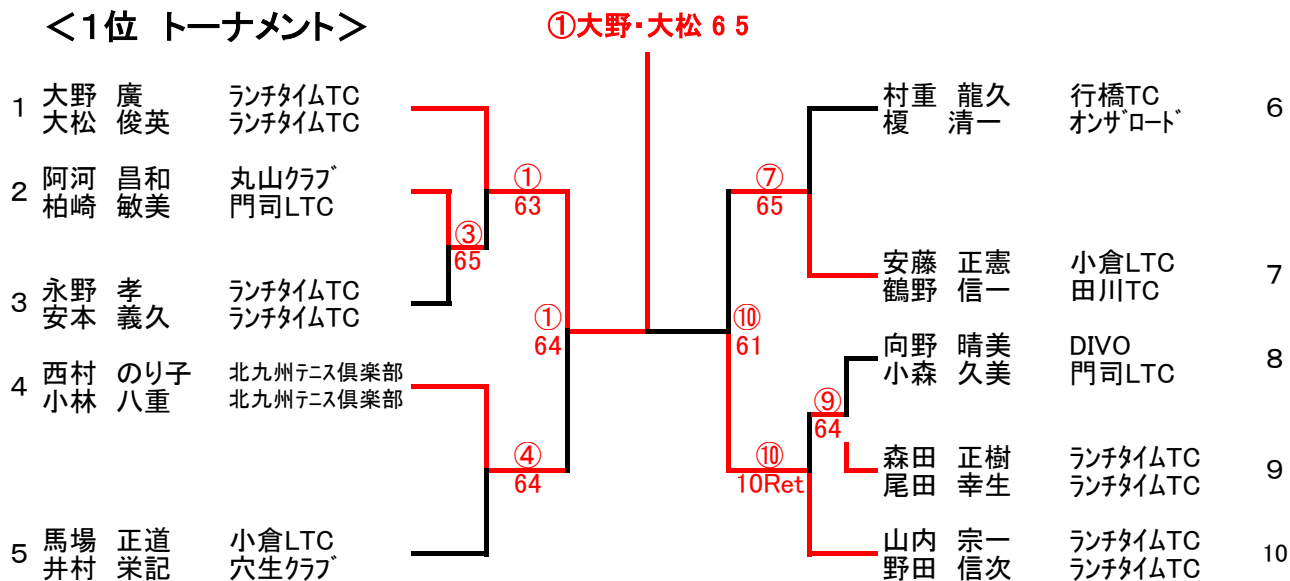 ＜１位 トーナメント＞
①大野・大松 6 5
1 大野 廣 ランチタイムTC
大松 俊英 ランチタイムTC
2 阿河 昌和 丸山クラブ
柏崎 敏美 門司LTC
3 永野 孝 ランチタイムTC
安本 義久 ランチタイムTC
4 西村 のり子 北九州テニス倶楽部
小林 八重 北九州テニス倶楽部
5 馬場 正道 小倉LTC
井村 栄記 穴生クラブ
①
63
③
65
①
64
④
64
⑦
65
⑩
61
⑨
64
⑩
10Ret
村重 龍久 行橋TC 6
榎 清一 オンザロード
安藤 正憲 小倉LTC 7
鶴野 信一 田川TC
向野 晴美 DIVO 8
小森 久美 門司LTC
森田 正樹 ランチタイムTC 9
尾田 幸生 ランチタイムTC
山内 宗一 ランチタイムTC 10
野田 信次 ランチタイムTC